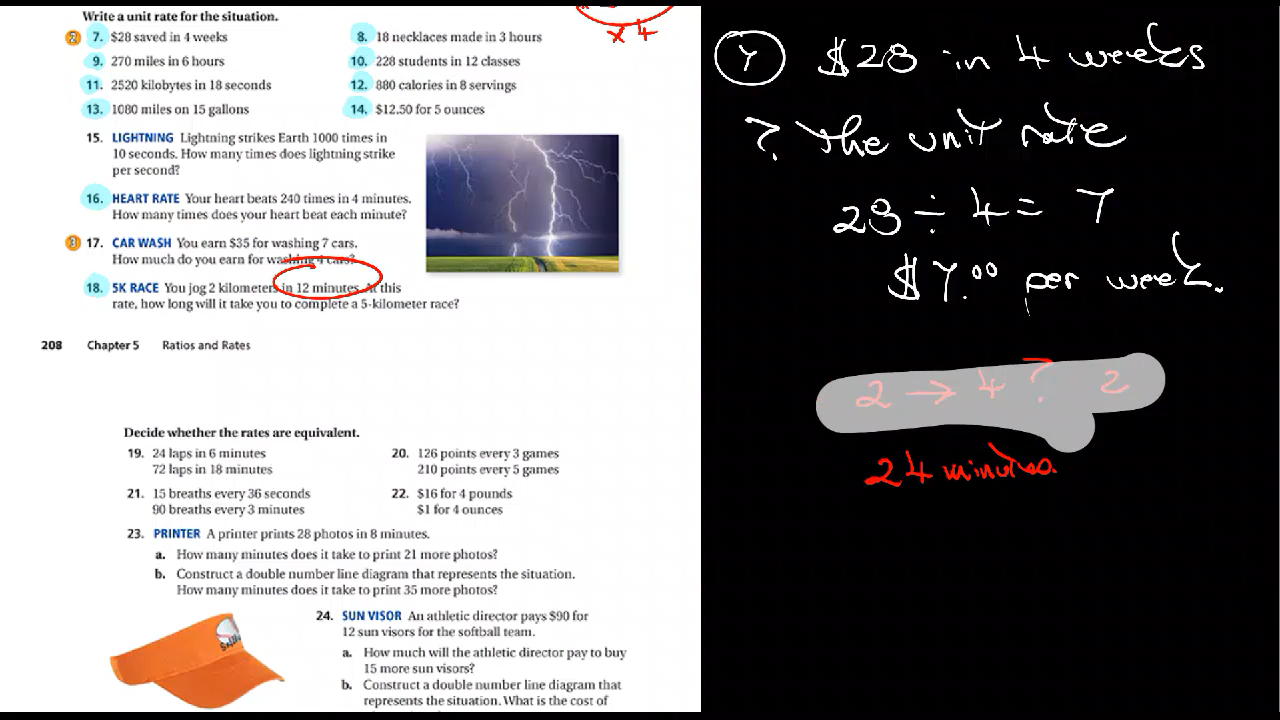 Write a unit rate for the situation.
x 4
2 7. $28 saved in 4 weeks
8. 18 necklaces made in 3 hours
9. 270 miles in 6 hours
10. 228 students in 12 classes
11. 2520 kilobytes in 18 seconds
12. 880 calories in 8 servings
13. 1080 miles on 15 gallons
14. $12.50 for 5 ounces
15. LIGHTNING Lightning strikes Earth 1000 times in
10 seconds. How many times does lightning strike
per second?
16. HEART RATE Your heart beats 240 times in 4 minutes.
How many times does your heart beat each minute?
3 17. CAR WASH You earn $35 for washing 7 cars.
How much do you earn for washing 4 cars?
18. 5K RACE You jog 2 kilometers in 12 minutes. At this
rate, how long will it take you to complete a 5-kilometer race?
208 Chapter 5 Ratios and Rates
Decide whether the rates are equivalent.
19. 24 laps in 6 minutes
72 laps in 18 minutes
20. 126 points every 3 games
210 points every 5 games
21. 15 breaths every 36 seconds
90 breaths every 3 minutes
22. $16 for 4 pounds
$1 for 4 ounces
23. PRINTER A printer prints 28 photos in 8 minutes.
a. How many minutes does it take to print 21 more photos?
b. Construct a double number line diagram that represents the situation.
How many minutes does it take to print 35 more photos?
24. SUN VISOR An athletic director pays $90 for
12 sun visors for the softball team.
a. How much will the athletic director pay to buy
15 more sun visors?
b. Construct a double number line diagram that
represents the situation. What is the cost of
7 $28 in 4 weeks
? The unit rate
28 ÷ 4 = 7
$7.00 per week.
2 → 4 ? 2
24 minutes.